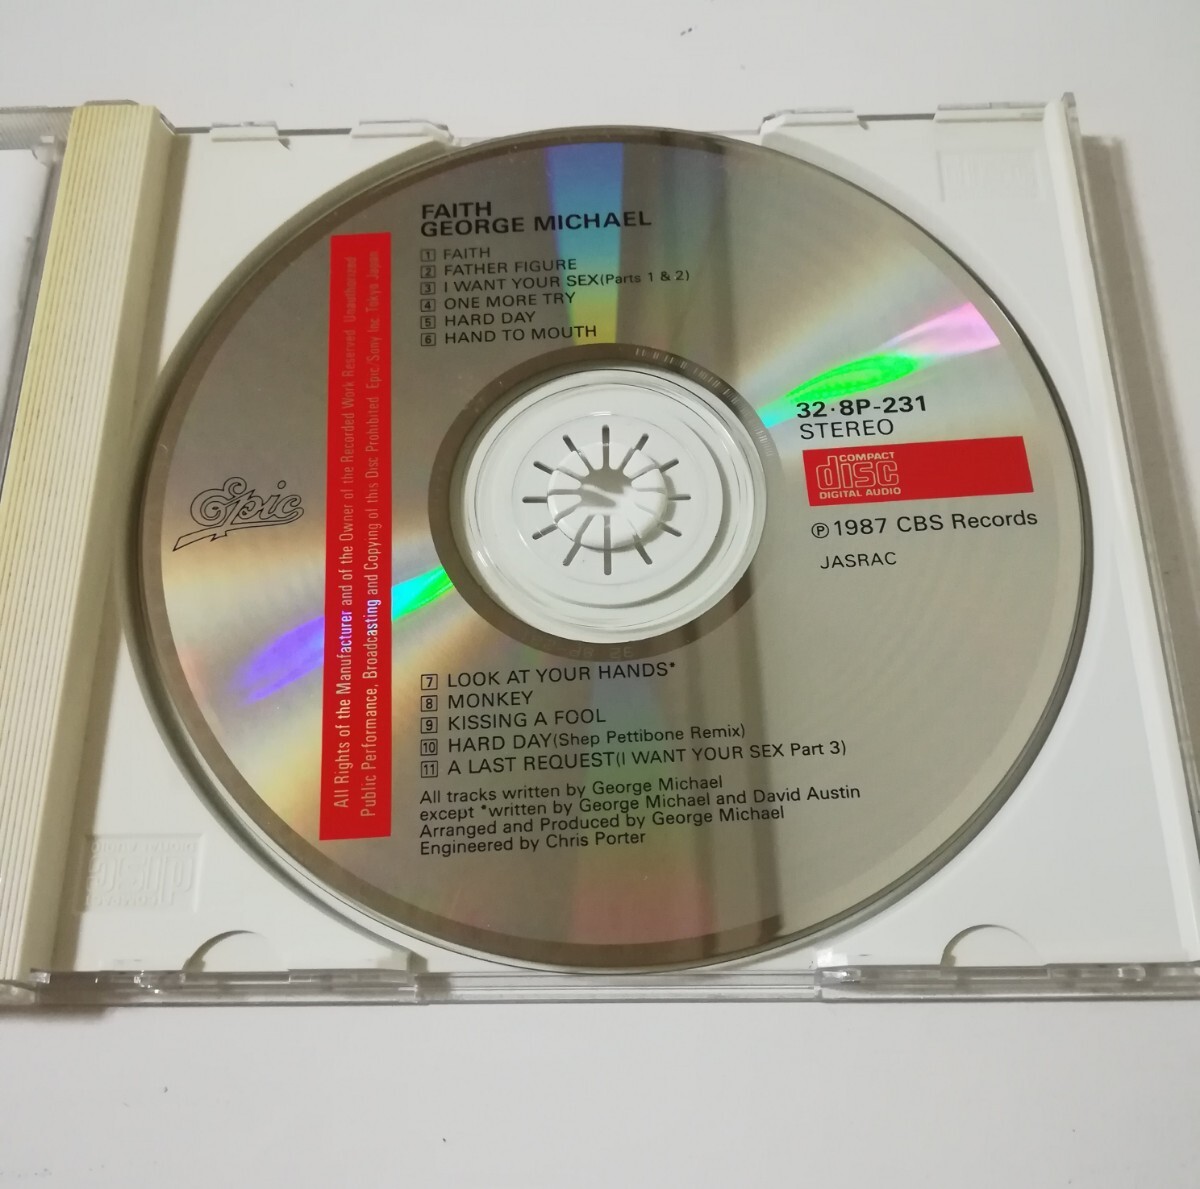 FAITH
GEORGE MICHAEL
1 FAITH
2 FATHER FIGURE
3 I WANT YOUR SEX(Parts 1 & 2)
4 ONE MORE TRY
5 HARD DAY
6 HAND TO MOUTH
All Rights of the Manufacturer and of the Owner of the Recorded Work Reserved Unauthorized
Public Performance, Broadcasting and Copying of this Disc Prohibited Epic/Sony Inc. Tokyo Japan
Epic
32・8P-231
STEREO
COMPACT
disc
DIGITAL AUDIO
Ⓟ 1987 CBS Records
JASRAC
7 LOOK AT YOUR HANDS*
8 MONKEY
9 KISSING A FOOL
10 HARD DAY(Shep Pettibone Remix)
11 A LAST REQUEST(I WANT YOUR SEX Part 3)
All tracks written by George Michael
except *written by George Michael and David Austin
Arranged and Produced by George Michael
Engineered by Chris Porter